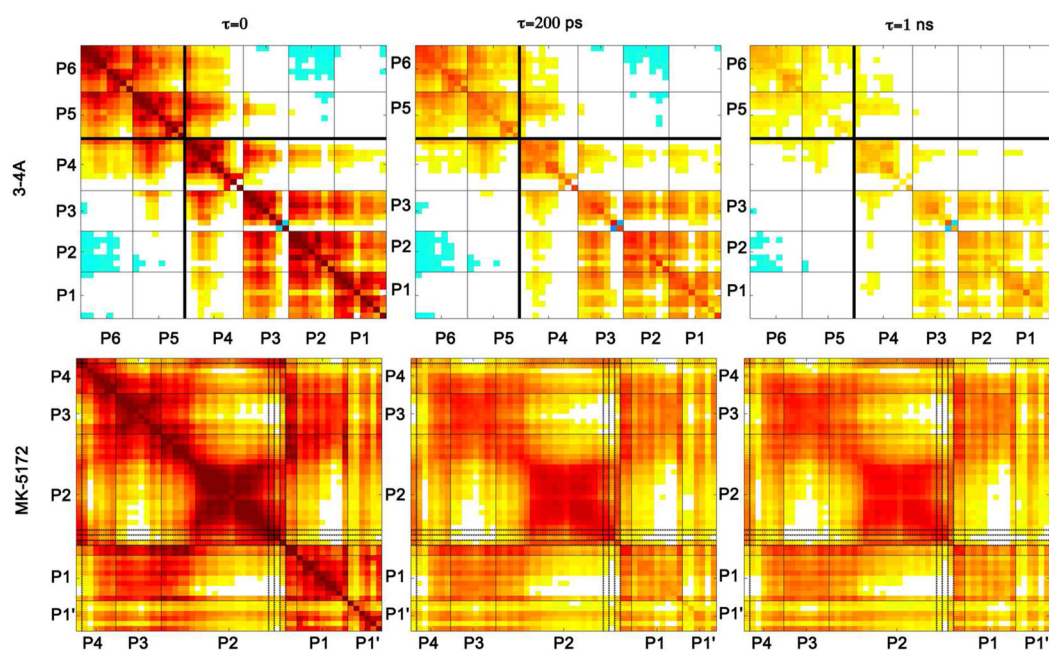 τ=0 τ=200 ps τ=1 ns
3-4A
P6 P6 P6
P5 P5 P5
P4 P4 P4
P3 P3 P3
P2 P2 P2
P1 P1 P1
P6 P5 P4 P3 P2 P1 P6 P5 P4 P3 P2 P1 P6 P5 P4 P3 P2 P1
MK-5172
P4 P4 P4
P3 P3 P3
P2 P2 P2
P1 P1 P1
P1' P1' P1'
P4 P3 P2 P1 P1' P4 P3 P2 P1 P1' P4 P3 P2 P1 P1'